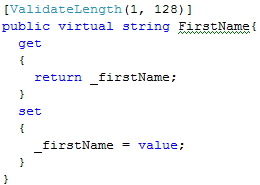 [ValidateLength(1, 128)]
public virtual string FirstName{
  get
  {
    return _firstName;
  }
  set
  {
    _firstName = value;
  }
}